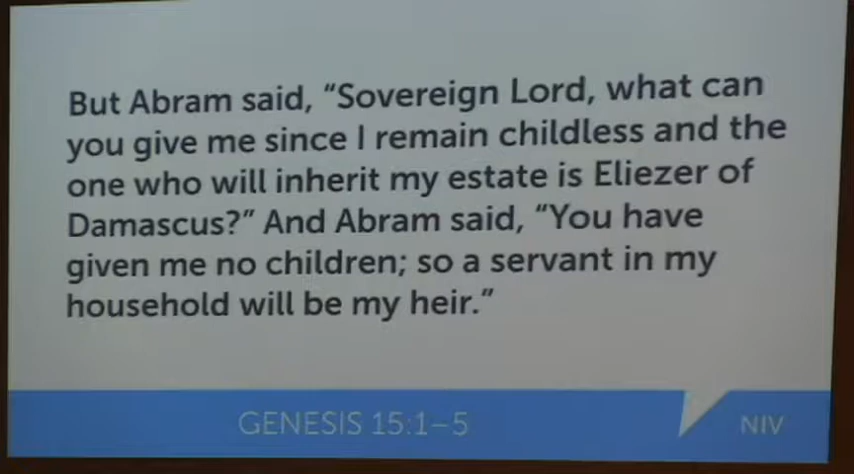 But Abram said, “Sovereign Lord, what can
you give me since I remain childless and the
one who will inherit my estate is Eliezer of
Damascus?” And Abram said, “You have
given me no children; so a servant in my
household will be my heir.”
GENESIS 15:1–5
NIV